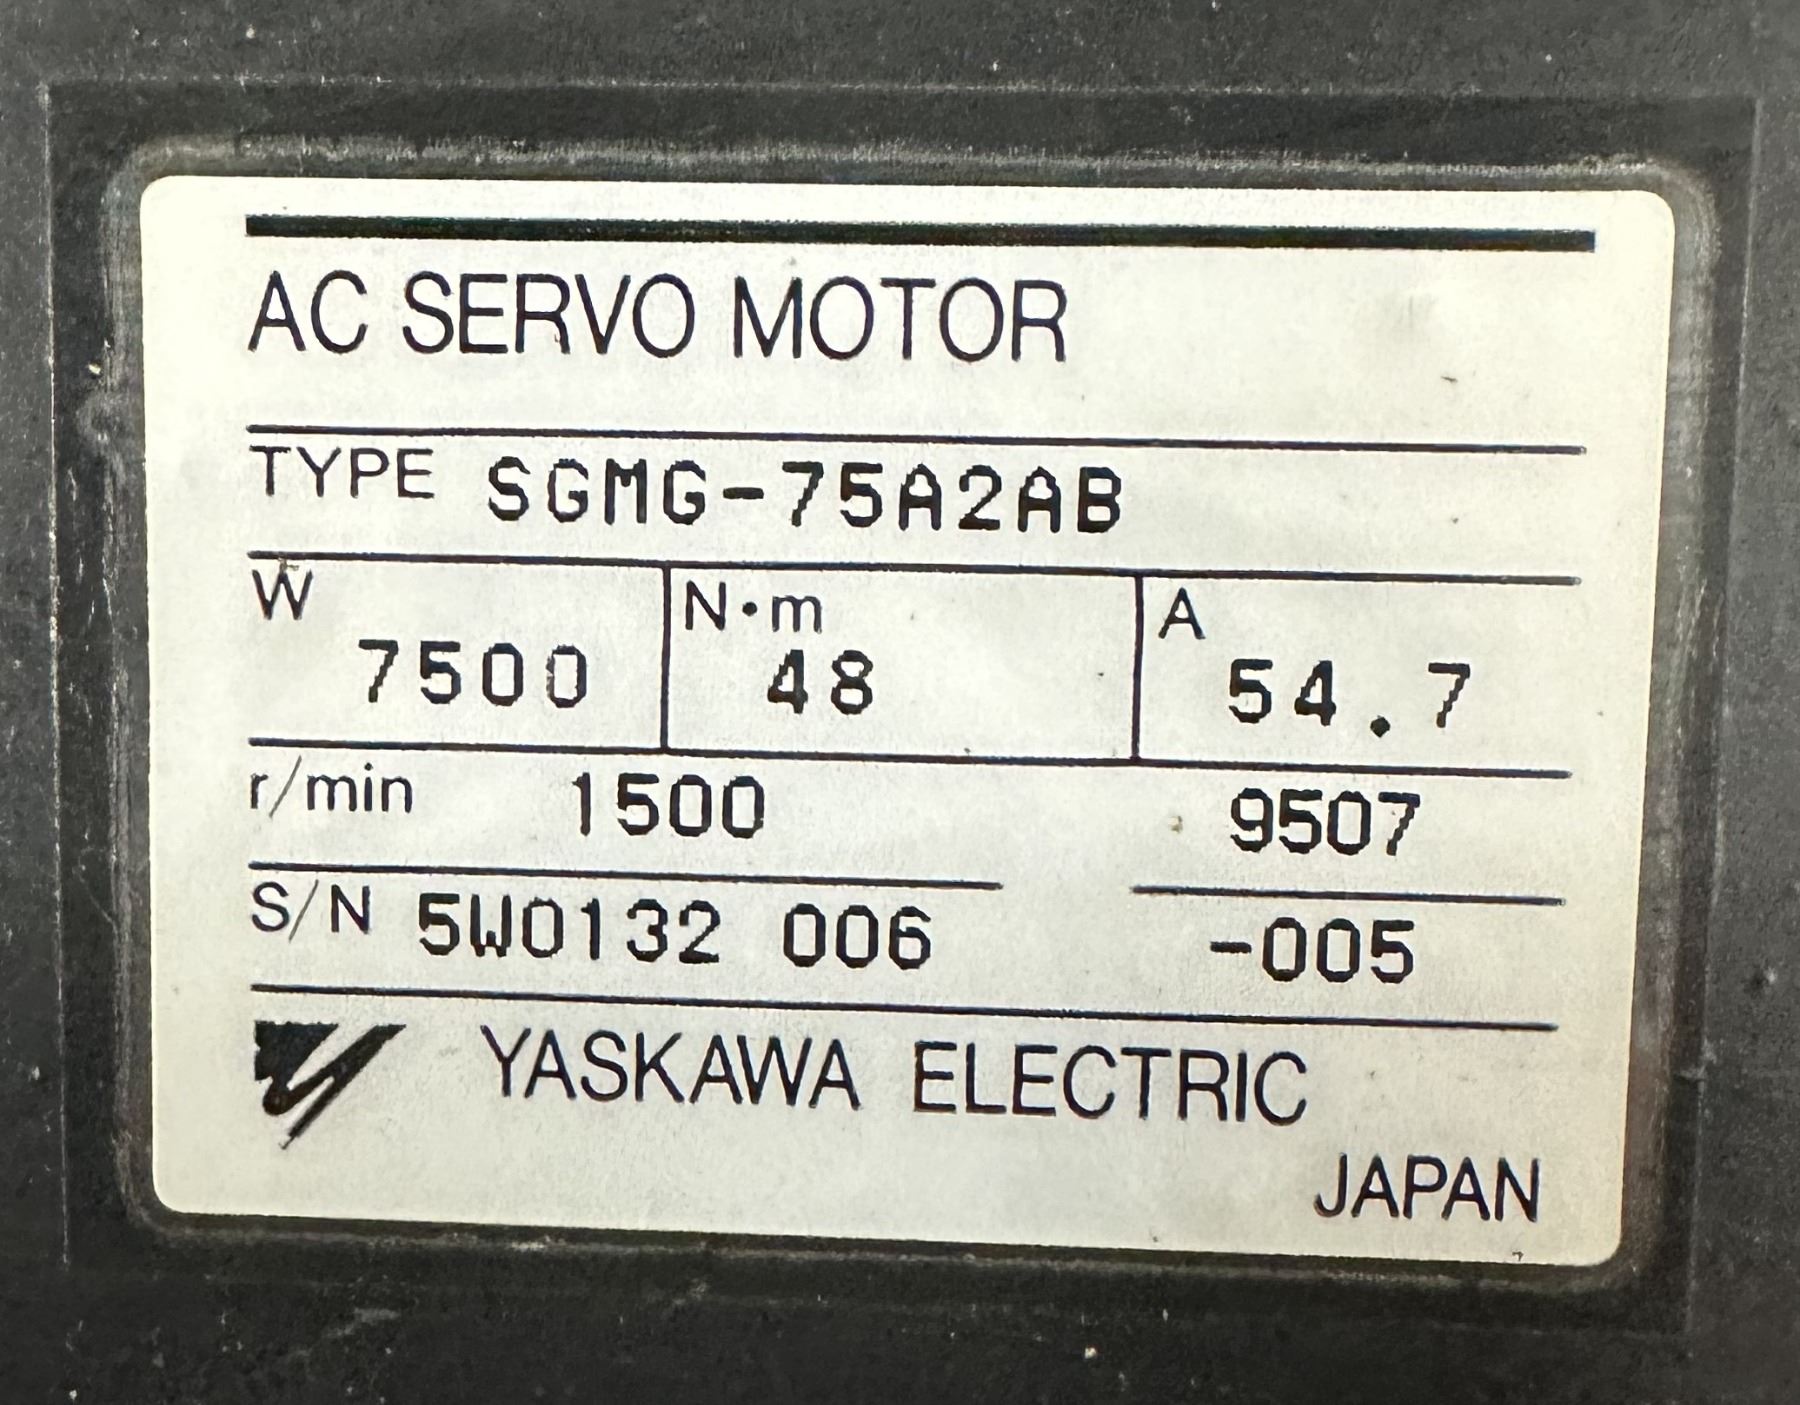 AC SERVO MOTOR
TYPE SGMG-75A2AB
W 7500 N·m 48 A 54.7
r/min 1500 9507
S/N 5W0132 006 -005
YASKAWA ELECTRIC
JAPAN